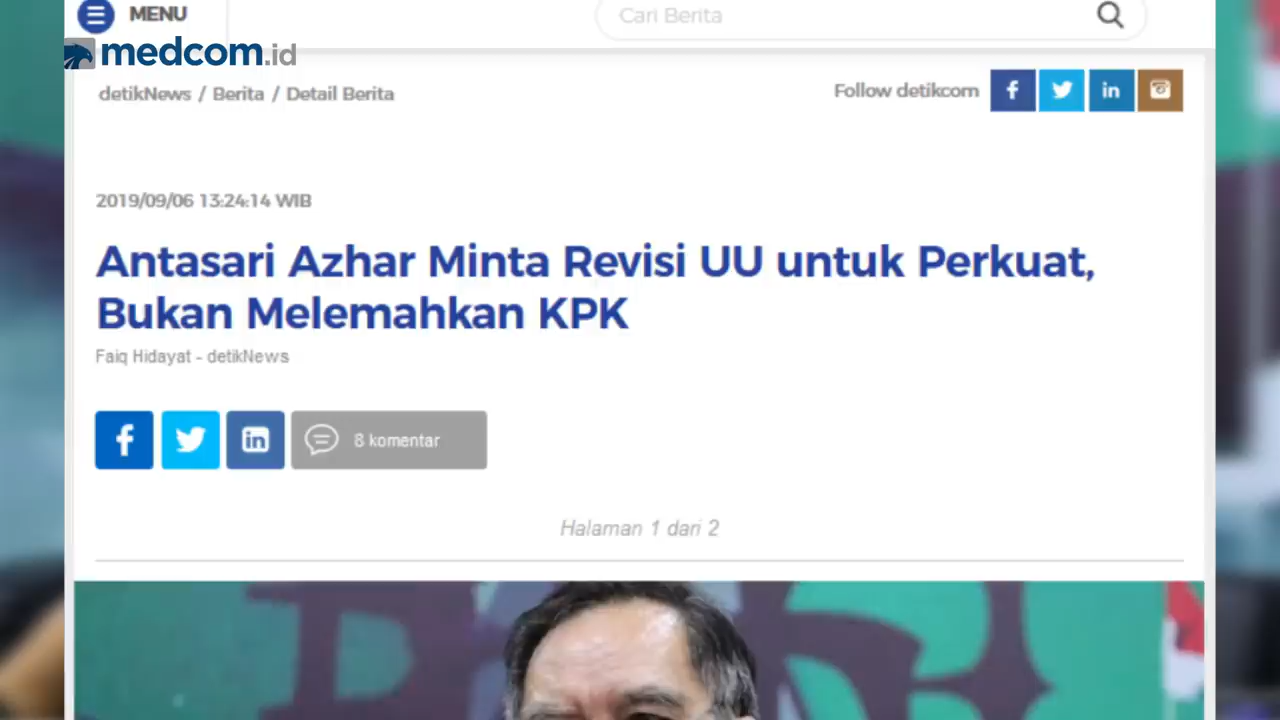 MENU
Cari Berita
medcom.id
detikNews / Berita / Detail Berita
Follow detikcom
2019/09/06 13:24:14 WIB
Antasari Azhar Minta Revisi UU untuk Perkuat,
Bukan Melemahkan KPK
Faiq Hidayat - detikNews
8 komentar
Halaman 1 dari 2